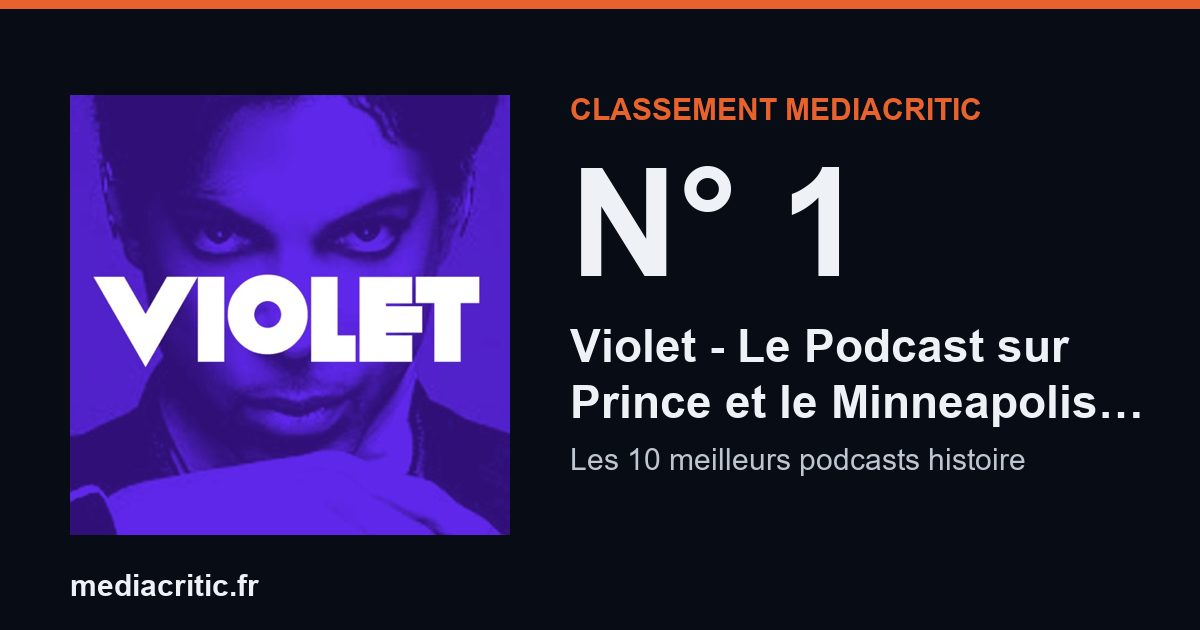 CLASSEMENT MEDIACRITIC
N° 1
VIOLET
Violet - Le Podcast sur
Prince et le Minneapolis…
Les 10 meilleurs podcasts histoire
mediacritic.fr